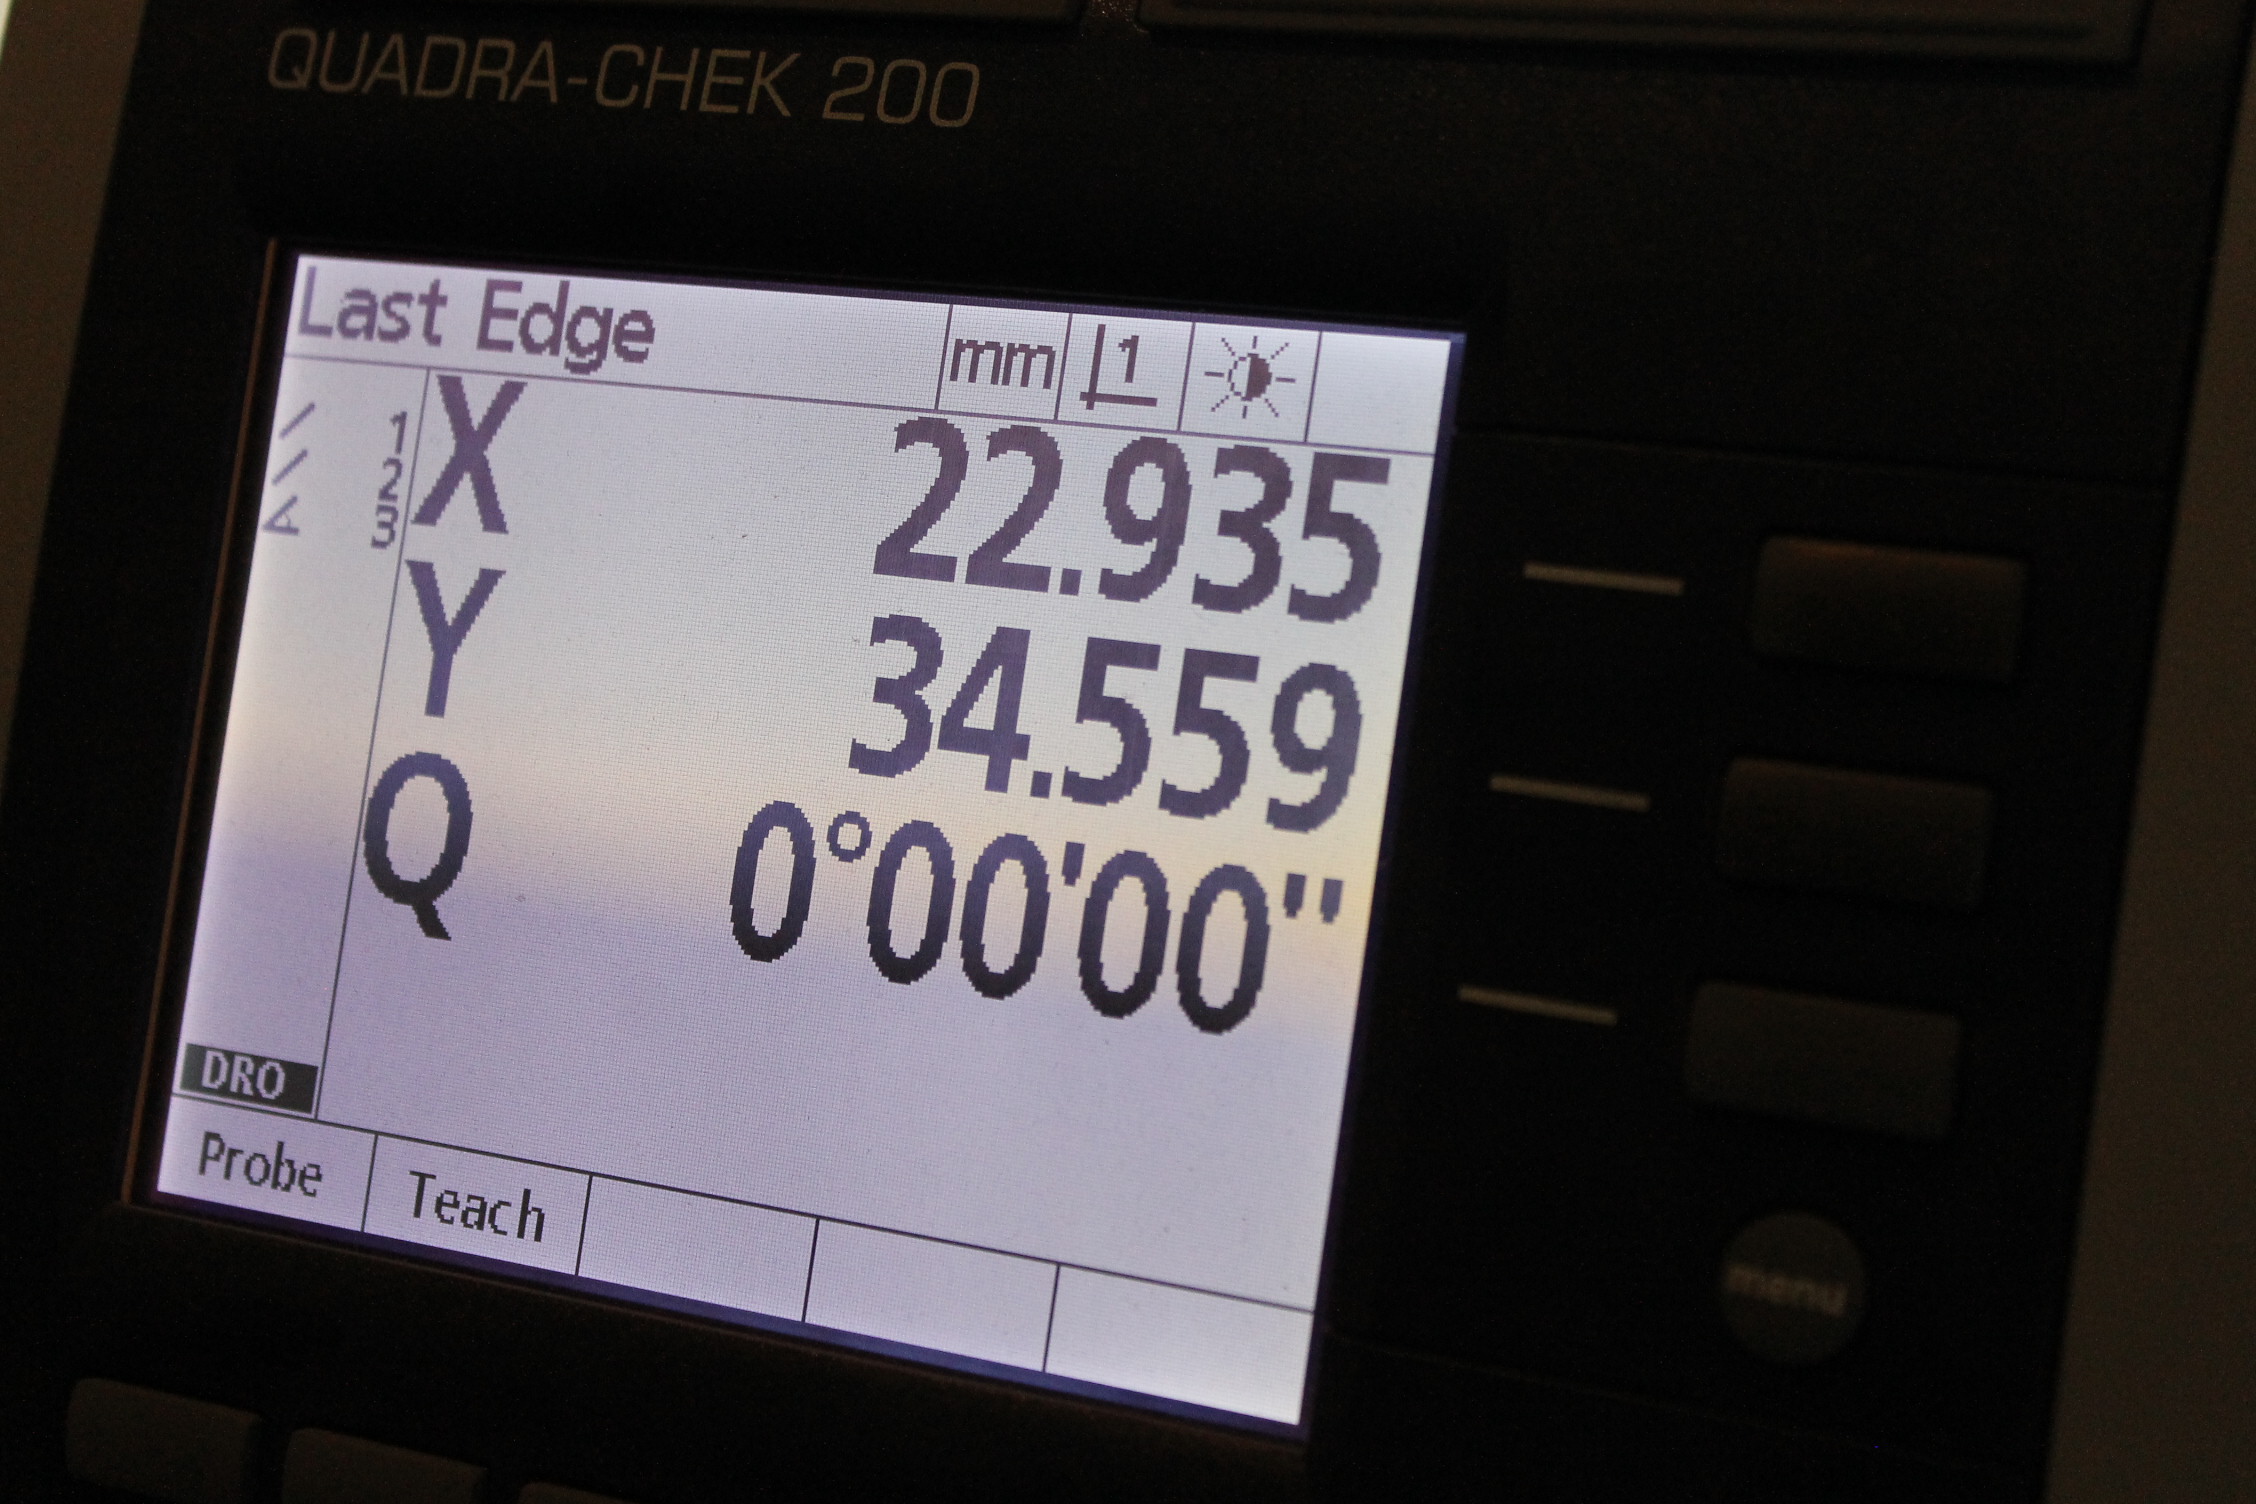 QUADRA-CHEK 200
Last Edge mm 1
1 X 22.935
2
3
Y 34.559
Q 0°00'00"
DRO
Probe Teach
menu